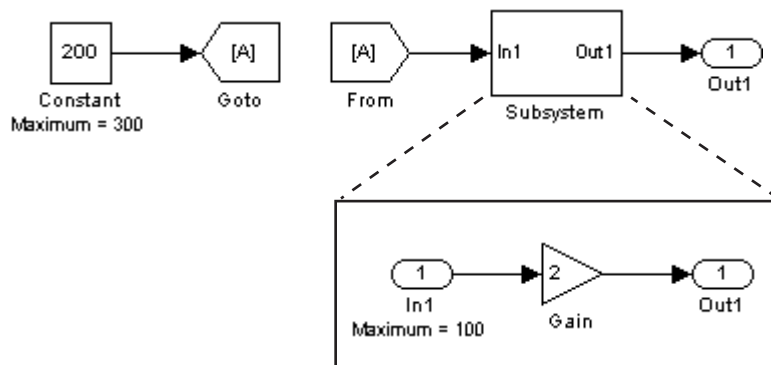 200
[A]
[A]
In1
Out1
1
Constant
Maximum = 300
Goto
From
Subsystem
Out1
1
2
1
In1
Maximum = 100
Gain
Out1